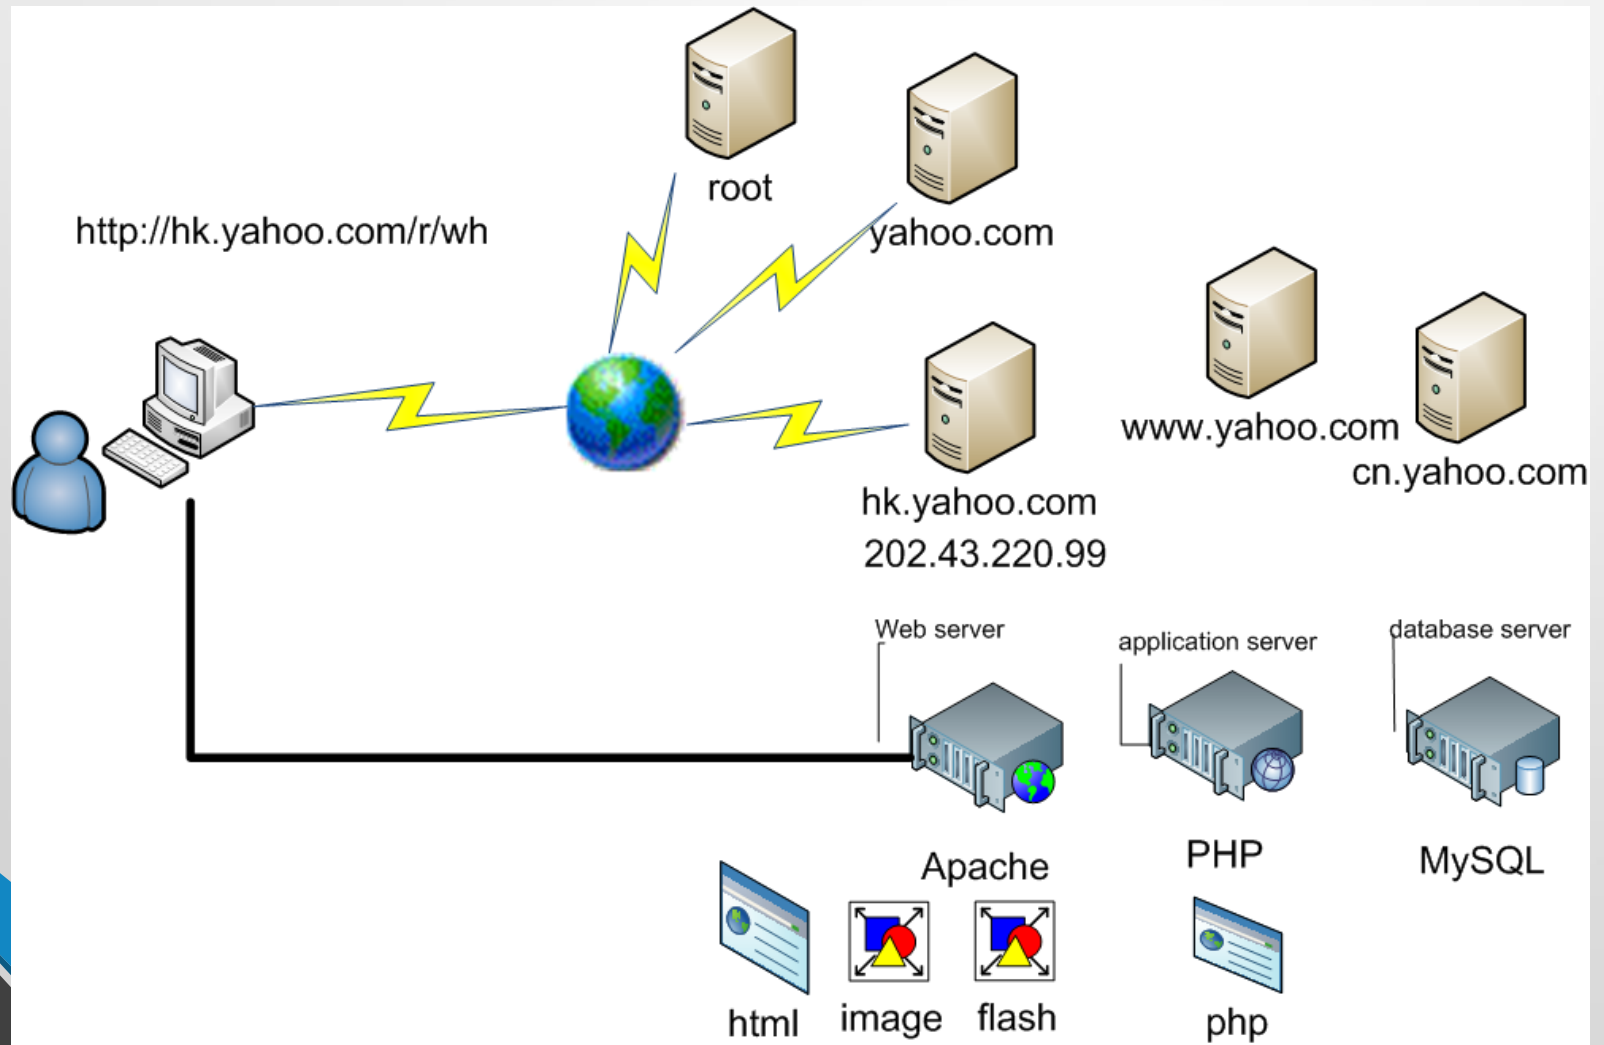 root
yahoo.com
http://hk.yahoo.com/r/wh
www.yahoo.com
cn.yahoo.com
hk.yahoo.com
202.43.220.99
Web server
application server
database server
Apache
PHP
MySQL
html
image
flash
php